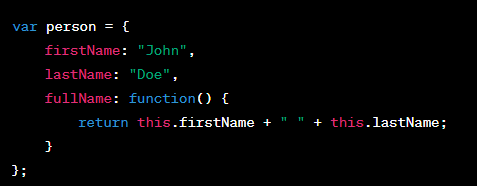 var person = {
    firstName: "John",
    lastName: "Doe",
    fullName: function() {
        return this.firstName + " " + this.lastName;
    }
};